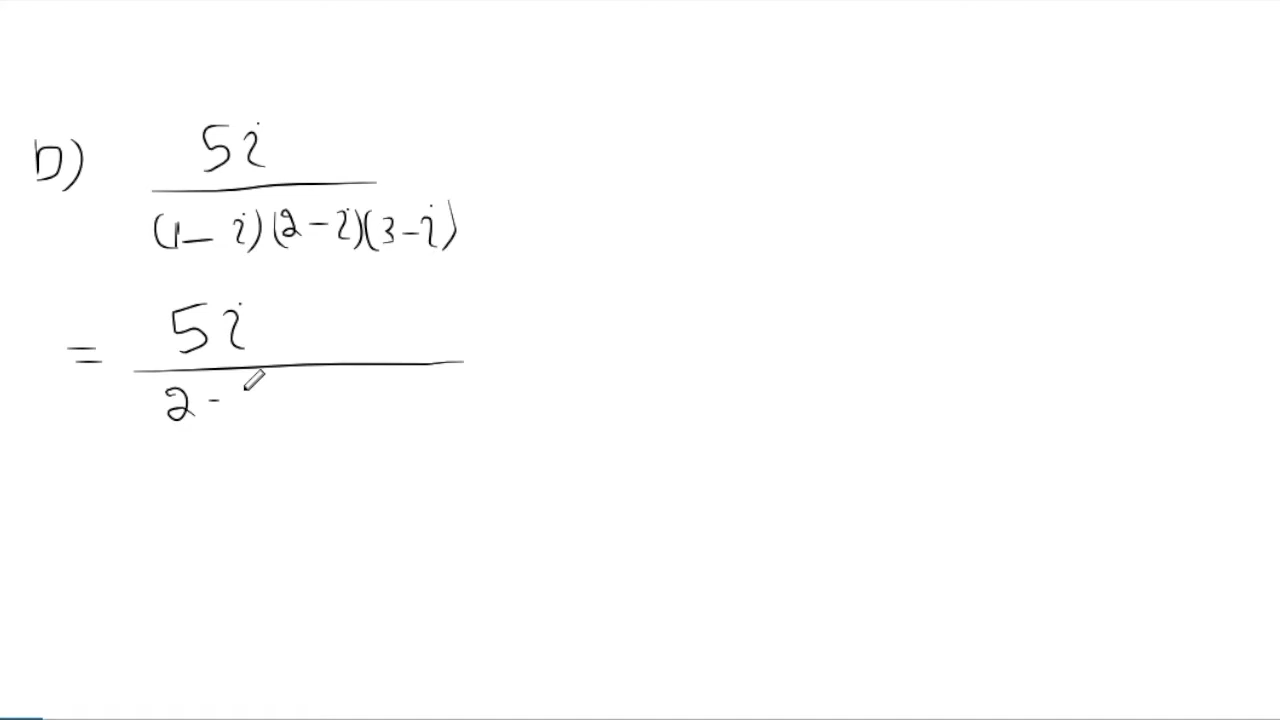 D) 5i
(1 - i)(2 - i)(3 - i)
= 5i
2 -